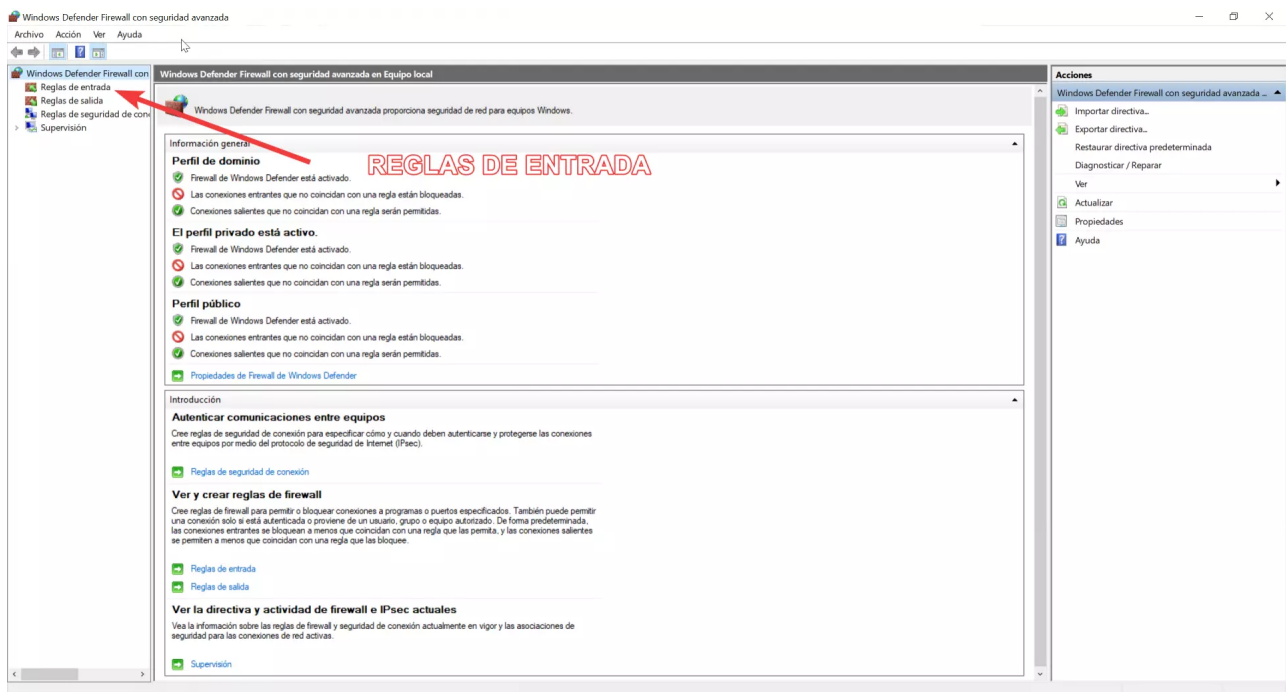 Windows Defender Firewall con seguridad avanzada
Archivo Acción Ver Ayuda
Windows Defender Firewall con
Reglas de entrada
Reglas de salida
Reglas de seguridad de con
Supervisión
Windows Defender Firewall con seguridad avanzada en Equipo local
Windows Defender Firewall con seguridad avanzada proporciona seguridad de red para equipos Windows.
Información general
REGLAS DE ENTRADA
Perfil de dominio
Firewall de Windows Defender está activado.
Las conexiones entrantes que no coincidan con una regla están bloqueadas.
Conexiones salientes que no coincidan con una regla serán permitidas.
El perfil privado está activo.
Firewall de Windows Defender está activado.
Las conexiones entrantes que no coincidan con una regla están bloqueadas.
Conexiones salientes que no coincidan con una regla serán permitidas.
Perfil público
Firewall de Windows Defender está activado.
Las conexiones entrantes que no coincidan con una regla están bloqueadas.
Conexiones salientes que no coincidan con una regla serán permitidas.
Propiedades de Firewall de Windows Defender
Introducción
Autenticar comunicaciones entre equipos
Cree reglas de seguridad de conexión para especificar cómo y cuando deben autenticarse y protegerse las conexiones
entre equipos por medio del protocolo de seguridad de Internet (IPsec).
Reglas de seguridad de conexión
Ver y crear reglas de firewall
Cree reglas de firewall para permitir o bloquear conexiones a programas o puertos especificados. También puede permitir
una conexión solo si está autenticada o proviene de un usuario, grupo o equipo autorizado. De forma predeterminada,
las conexiones entrantes se bloquean a menos que coincidan con una regla que las permita, y las conexiones salientes
se permiten a menos que coincidan con una regla que las bloquee.
Reglas de entrada
Reglas de salida
Ver la directiva y actividad de firewall e IPsec actuales
Vea la información sobre las reglas de firewall y seguridad de conexión actualmente en vigor y las asociaciones de
seguridad para las conexiones de red activas.
Supervisión
Acciones
Windows Defender Firewall con seguridad avanzada ...
Importar directiva...
Exportar directiva...
Restaurar directiva predeterminada
Diagnosticar / Reparar
Ver
Actualizar
Propiedades
Ayuda